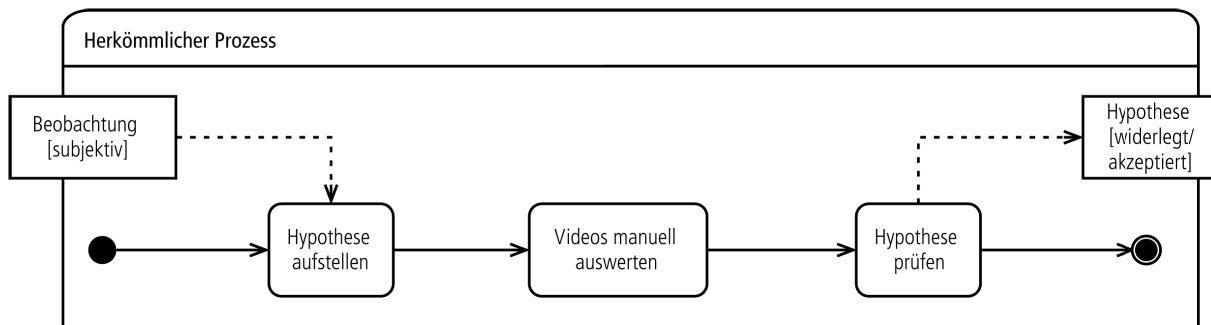 Herkömmlicher Prozess
Beobachtung
[subjektiv]
Hypothese
[widerlegt/
akzeptiert]
Hypothese
aufstellen
Videos manuell
auswerten
Hypothese
prüfen